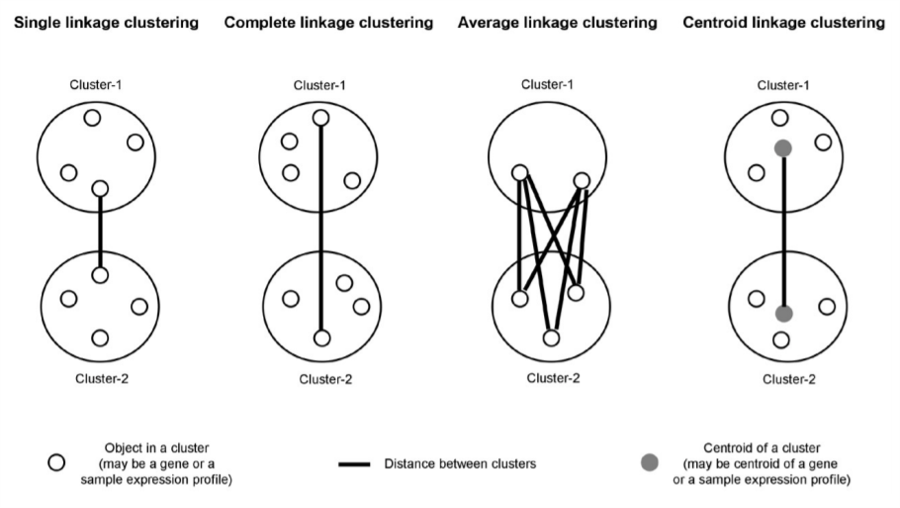 Single linkage clustering
Complete linkage clustering
Average linkage clustering
Centroid linkage clustering
Cluster-1
Cluster-1
Cluster-1
Cluster-1
Cluster-2
Cluster-2
Cluster-2
Cluster-2
Object in a cluster
(may be a gene or a
sample expression profile)
Distance between clusters
Centroid of a cluster
(may be centroid of a gene
or a sample expression profile)